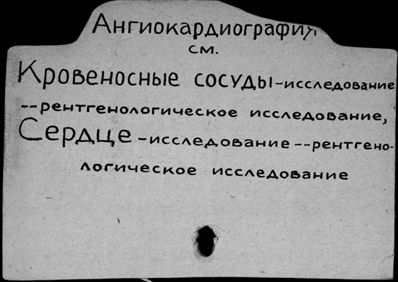 Ангиокардиография
см.
Кровеносные сосуды-исследование
--рентгенологическое исследование,
Сердце-исследование--рентгено-
логическое исследование